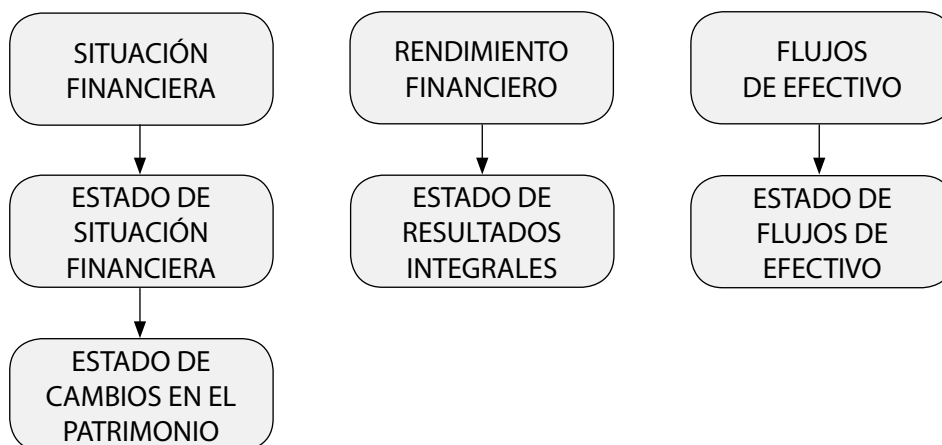 SITUACIÓN
FINANCIERA
RENDIMIENTO
FINANCIERO
FLUJOS
DE EFECTIVO
ESTADO DE
SITUACIÓN
FINANCIERA
ESTADO DE
RESULTADOS
INTEGRALES
ESTADO DE
FLUJOS DE
EFECTIVO
ESTADO DE
CAMBIOS EN EL
PATRIMONIO